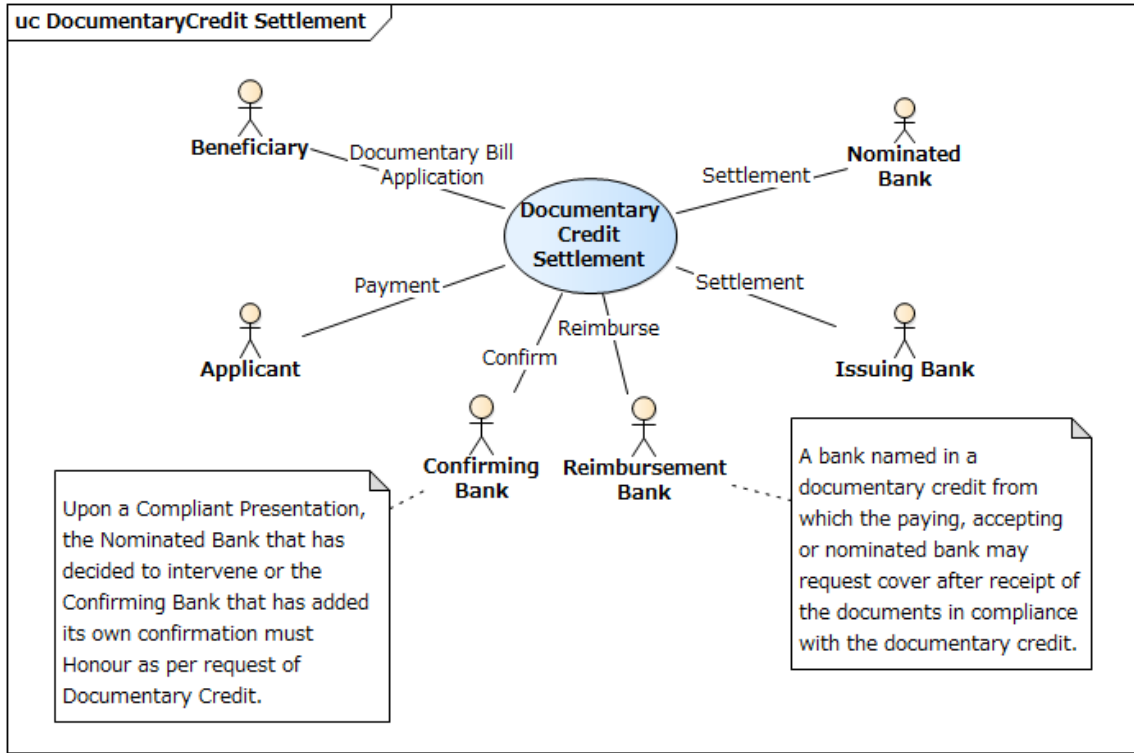 uc DocumentaryCredit Settlement
Beneficiary
Documentary Bill
Application
Settlement
Nominated
Bank
Documentary
Credit
Settlement
Payment
Applicant
Settlement
Issuing Bank
Reimburse
Confirm
Confirming
Bank
Reimbursement
Bank
Upon a Compliant Presentation,
the Nominated Bank that has
decided to intervene or the
Confirming Bank that has added
its own confirmation must
Honour as per request of
Documentary Credit.
A bank named in a
documentary credit from
which the paying, accepting
or nominated bank may
request cover after receipt of
the documents in compliance
with the documentary credit.